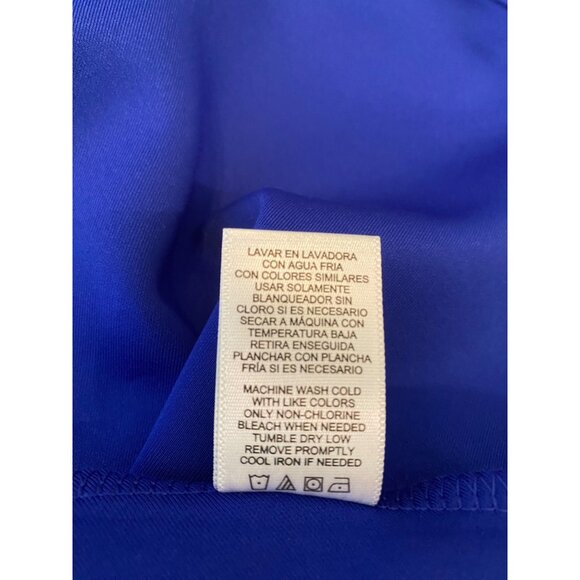 LAVAR EN LAVADORA
CON AGUA FRIA
CON COLORES SIMILARES
USAR SOLAMENTE
BLANQUEADOR SIN
CLORO SI ES NECESARIO
SECAR A MÁQUINA CON
TEMPERATURA BAJA
RETIRA ENSEGUIDA
PLANCHAR CON PLANCHA
FRÍA SI ES NECESARIO
MACHINE WASH COLD
WITH LIKE COLORS
ONLY NON-CHLORINE
BLEACH WHEN NEEDED
TUMBLE DRY LOW
REMOVE PROMPTLY
COOL IRON IF NEEDED